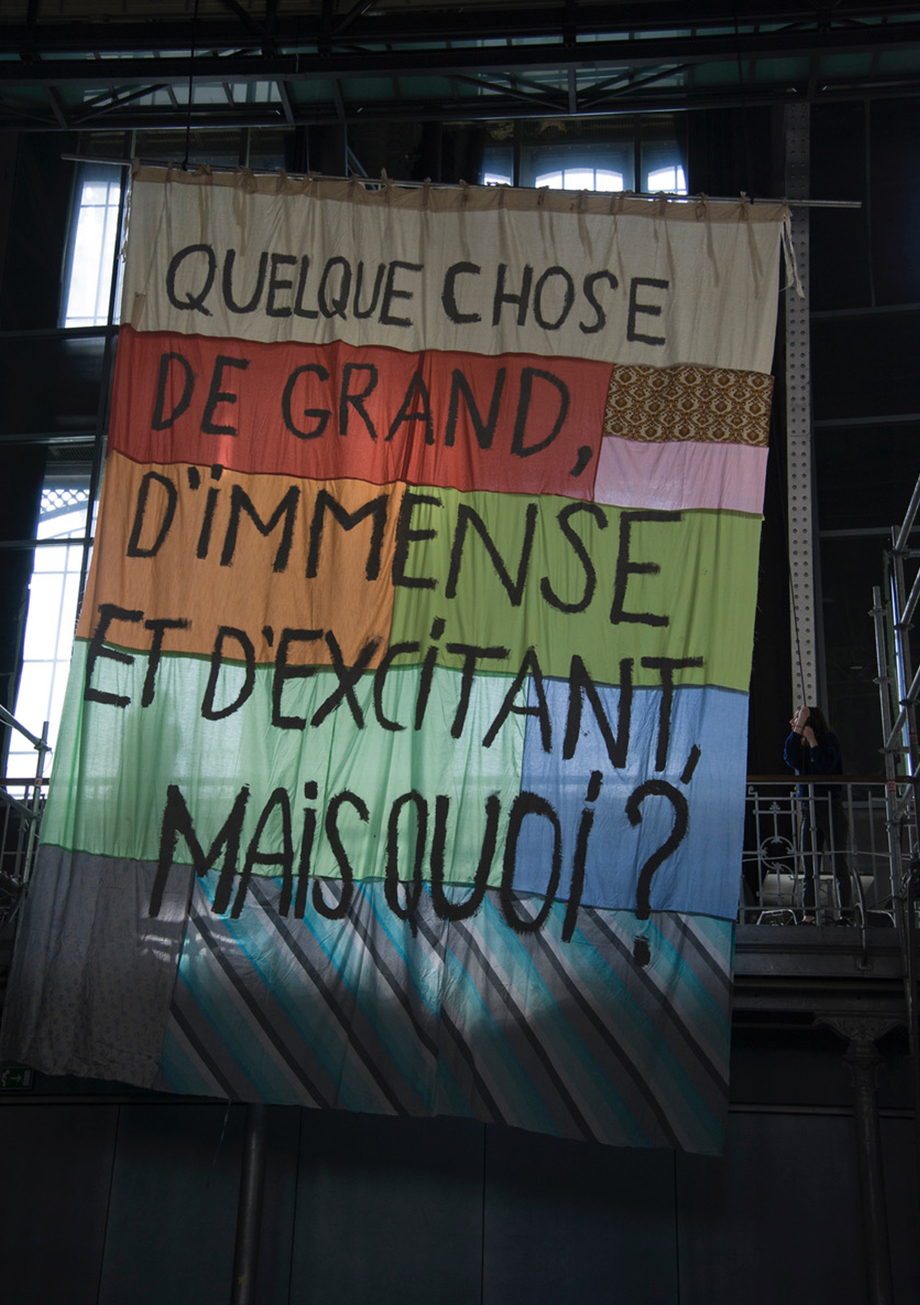 QUELQUE CHOSE
DE GRAND,
D'IMMENSE
ET D'EXCITANT,
MAIS QUOI ?